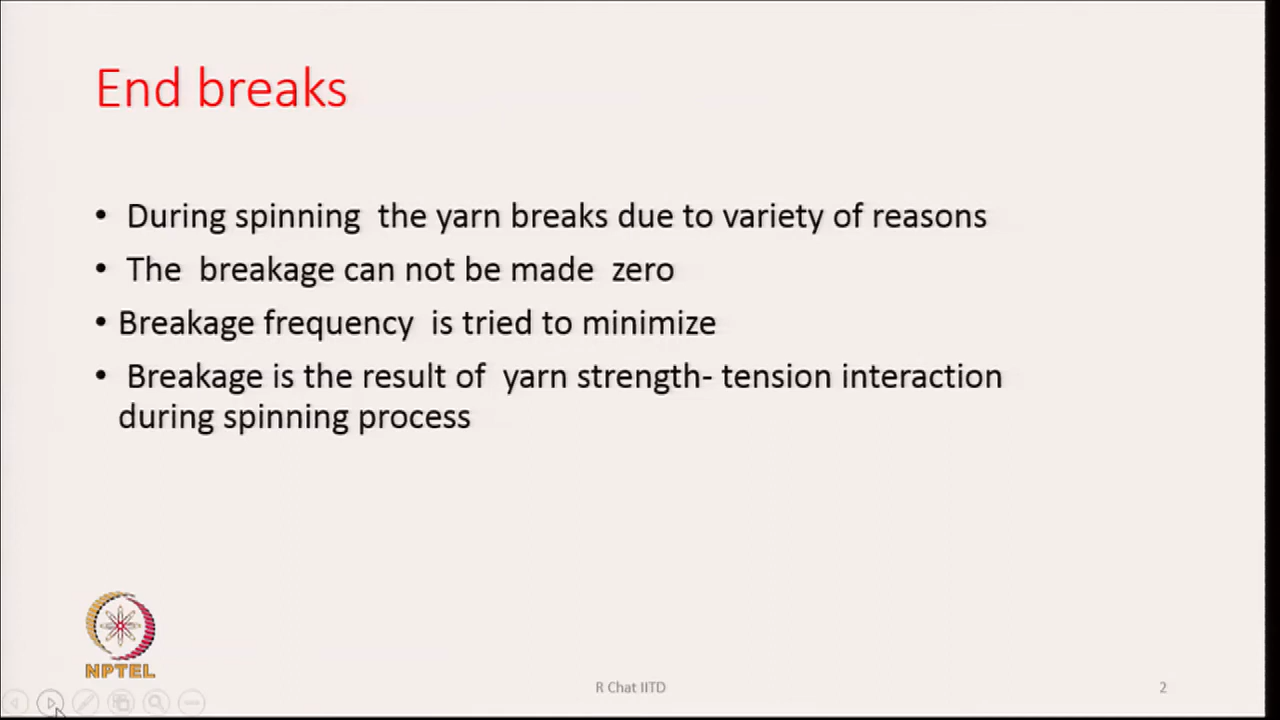 End breaks
• During spinning the yarn breaks due to variety of reasons
• The breakage can not be made zero
• Breakage frequency is tried to minimize
• Breakage is the result of yarn strength- tension interaction
during spinning process
NPTEL
R Chat IITD
2